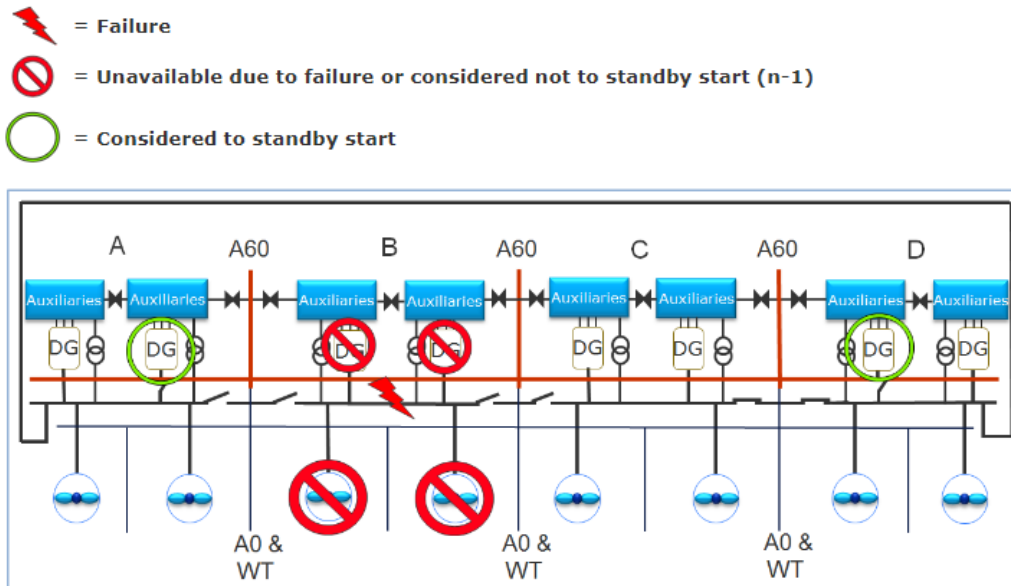 = Failure
= Unavailable due to failure or considered not to standby start (n-1)
= Considered to standby start
A A60 B A60 C A60 D
Auxiliaries Auxiliaries Auxiliaries Auxiliaries Auxiliaries Auxiliaries Auxiliaries Auxiliaries
DG DG DG DG DG DG DG DG
A0 & A0 & A0 &
WT WT WT